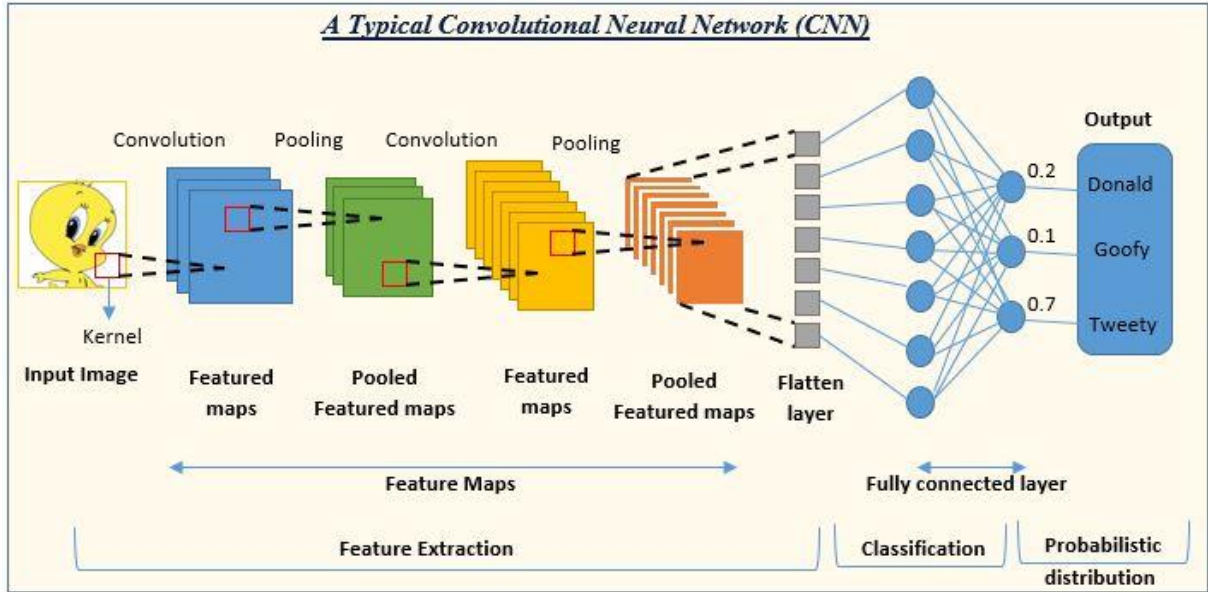 A Typical Convolutional Neural Network (CNN)
Convolution
Pooling
Convolution
Pooling
Kernel
Input Image
Featured
maps
Pooled
Featured maps
Featured
maps
Pooled
Featured maps
Flatten
layer
0.2
0.1
0.7
Output
Donald
Goofy
Tweety
Feature Maps
Fully connected layer
Feature Extraction
Classification
Probabilistic
distribution